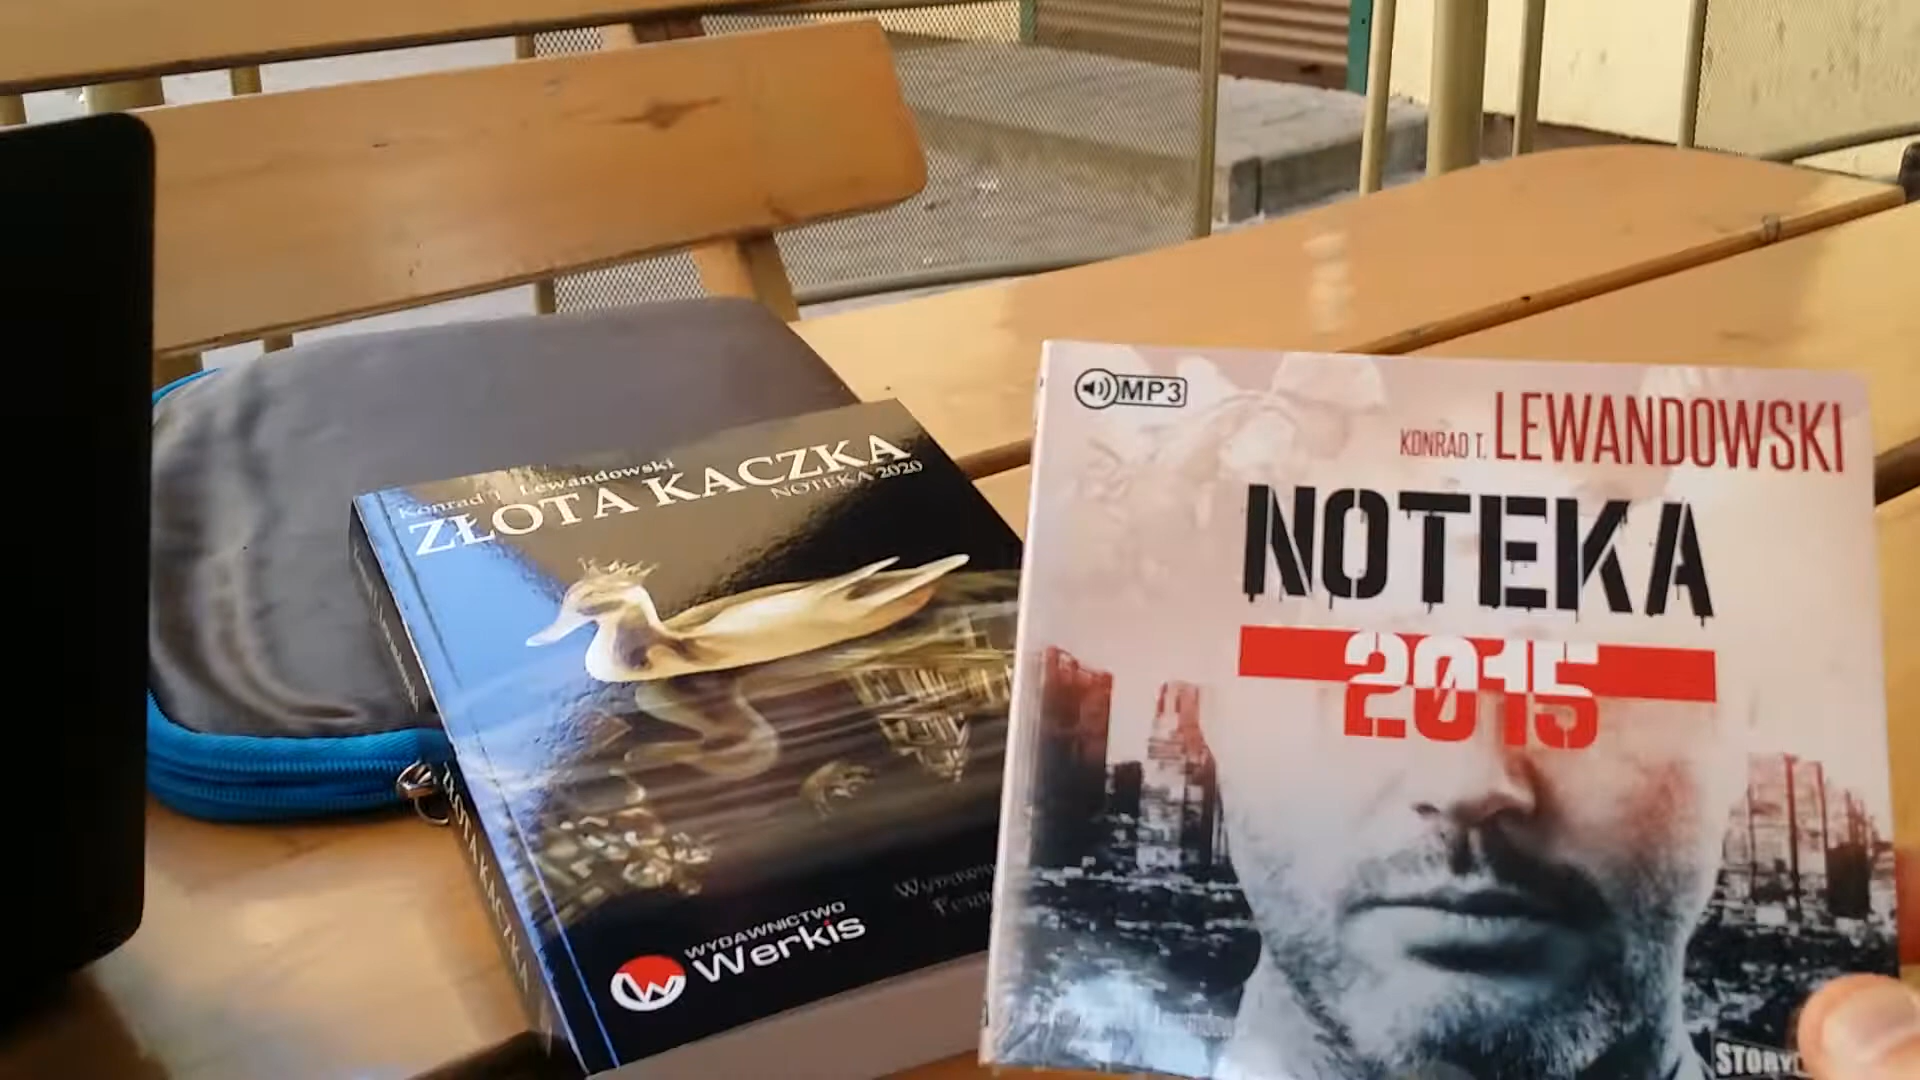 Konrad T. Lewandowski
ZŁOTA KACZKA
NOTEKA 2020
WYDAWNICTWO
Werkis
ZŁOTA KACZKA
MP3
KONRAD T. LEWANDOWSKI
NOTEKA
2015